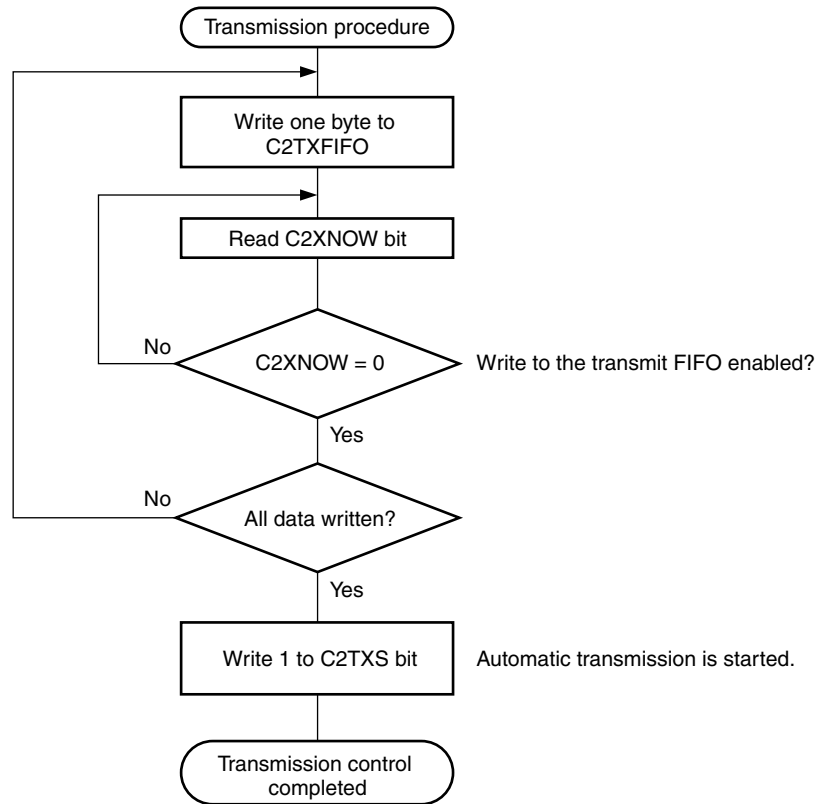 Transmission procedure
Write one byte to
C2TXFIFO
Read C2XNOW bit
No
C2XNOW = 0
Write to the transmit FIFO enabled?
Yes
No
All data written?
Yes
Write 1 to C2TXS bit
Automatic transmission is started.
Transmission control
completed